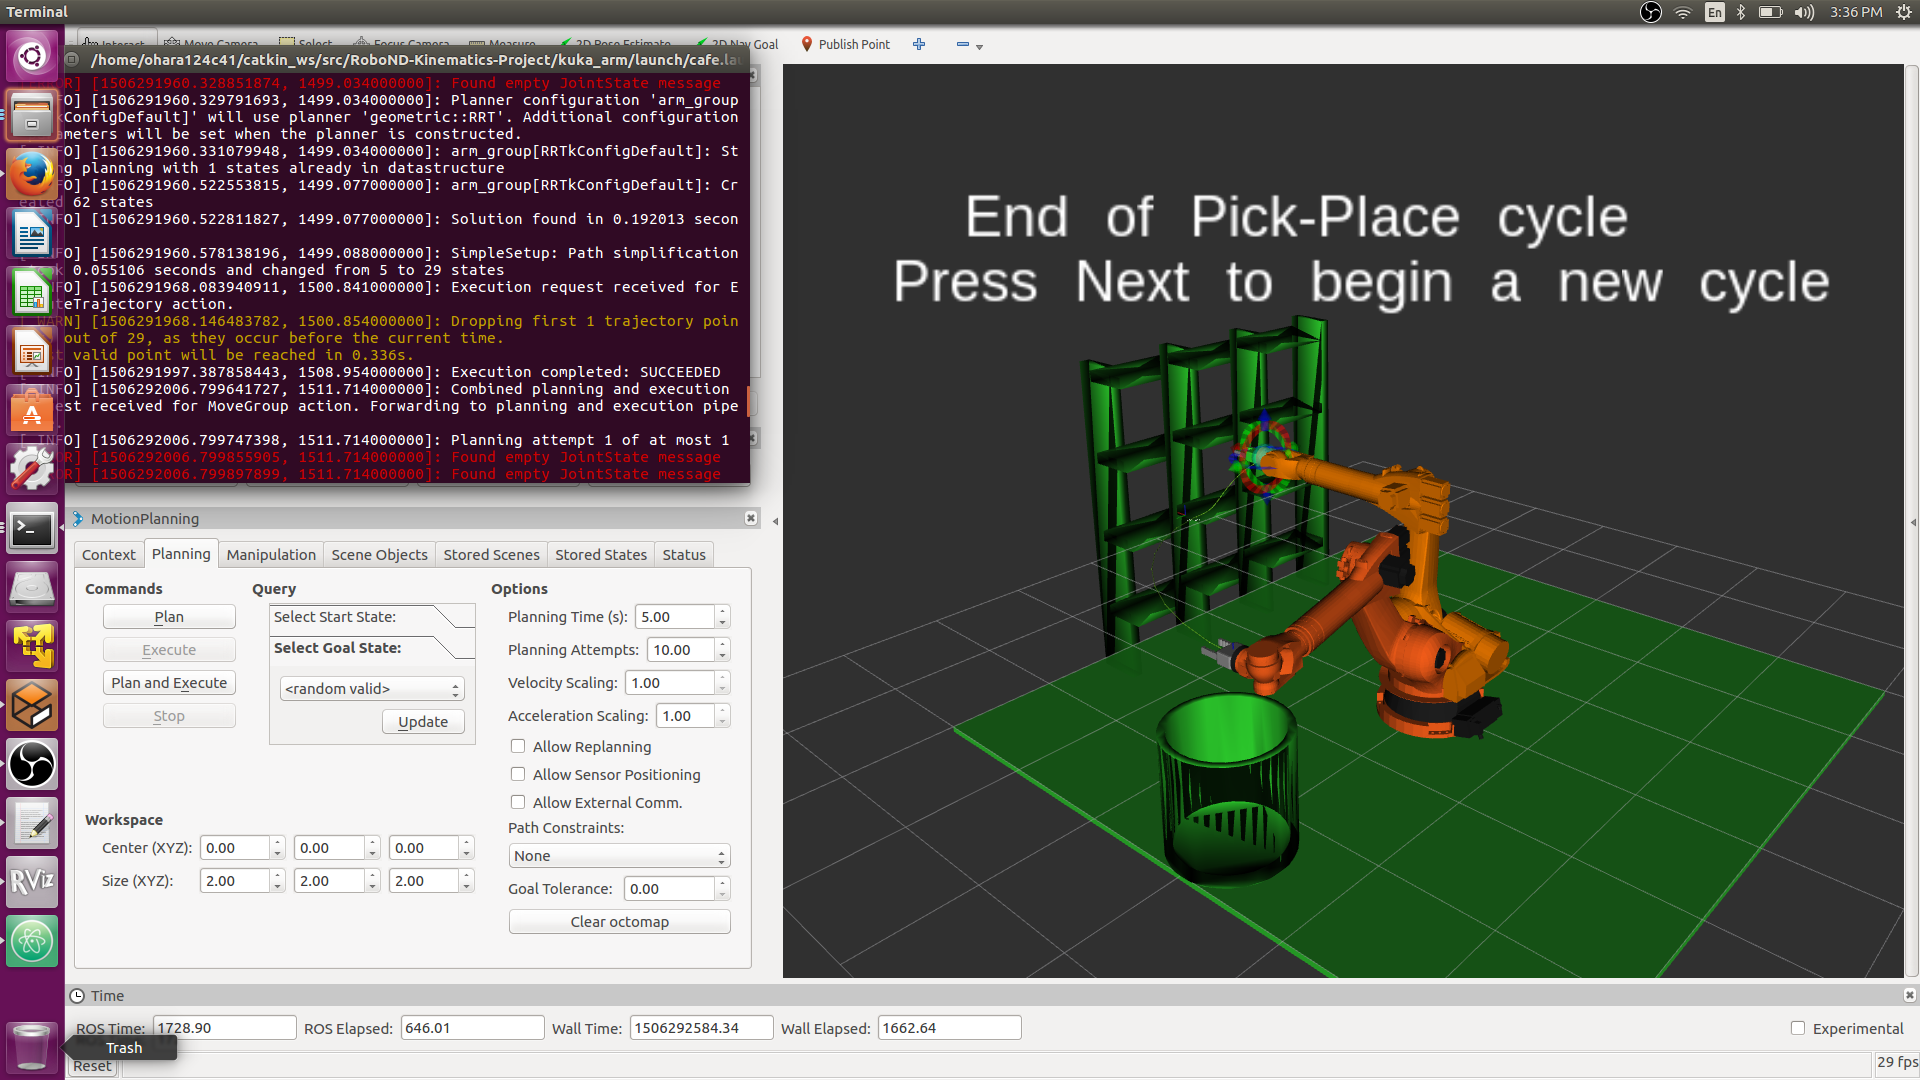 Terminal
En
3:36 PM
Interact
Move Camera
Select
Focus Camera
Measure
2D Pose Estimate
2D Nav Goal
Publish Point
/home/ohara124c41/catkin_ws/src/RoboND-Kinematics-Project/kuka_arm/launch/cafe.la
R] [1506291960.328851874, 1499.034000000]: Found empty JointState message
FO] [1506291960.329791693, 1499.034000000]: Planner configuration 'arm_group
kConfigDefault]' will use planner 'geometric::RRT'. Additional configuration
ameters will be set when the planner is constructed.
FO] [1506291960.331079948, 1499.034000000]: arm_group[RRTkConfigDefault]: St
g planning with 1 states already in datastructure
FO] [1506291960.522553815, 1499.077000000]: arm_group[RRTkConfigDefault]: Cr
eated 62 states
FO] [1506291960.522811827, 1499.077000000]: Solution found in 0.192013 secon
FO] [1506291960.578138196, 1499.088000000]: SimpleSetup: Path simplification
k 0.055106 seconds and changed from 5 to 29 states
FO] [1506291968.083940911, 1500.841000000]: Execution request received for E
teTrajectory action.
[ WARN] [1506291968.146483782, 1500.854000000]: Dropping first 1 trajectory poin
out of 29, as they occur before the current time.
t valid point will be reached in 0.336s.
[ INFO] [1506291997.387858443, 1508.954000000]: Execution completed: SUCCEEDED
[ INFO] [1506292006.799641727, 1511.714000000]: Combined planning and execution
est received for MoveGroup action. Forwarding to planning and execution pipe
.
[ INFO] [1506292006.799747398, 1511.714000000]: Planning attempt 1 of at most 1
R] [1506292006.799855905, 1511.714000000]: Found empty JointState message
R] [1506292006.799897899, 1511.714000000]: Found empty JointState message
End of Pick-Place cycle
Press Next to begin a new cycle
MotionPlanning
Context Planning Manipulation Scene Objects Stored Scenes Stored States Status
Commands
Plan
Execute
Plan and Execute
Stop
Query
Select Start State:
Select Goal State:
<random valid>
Update
Options
Planning Time (s): 5.00
Planning Attempts: 10.00
Velocity Scaling: 1.00
Acceleration Scaling: 1.00
Allow Replanning
Allow Sensor Positioning
Allow External Comm.
Path Constraints:
None
Goal Tolerance: 0.00
Clear octomap
Workspace
Center (XYZ): 0.00 0.00 0.00
Size (XYZ): 2.00 2.00 2.00
RViz
Time
ROS Time: 1728.90 ROS Elapsed: 646.01 Wall Time: 1506292584.34 Wall Elapsed: 1662.64 Experimental
Trash
Reset
29 fps